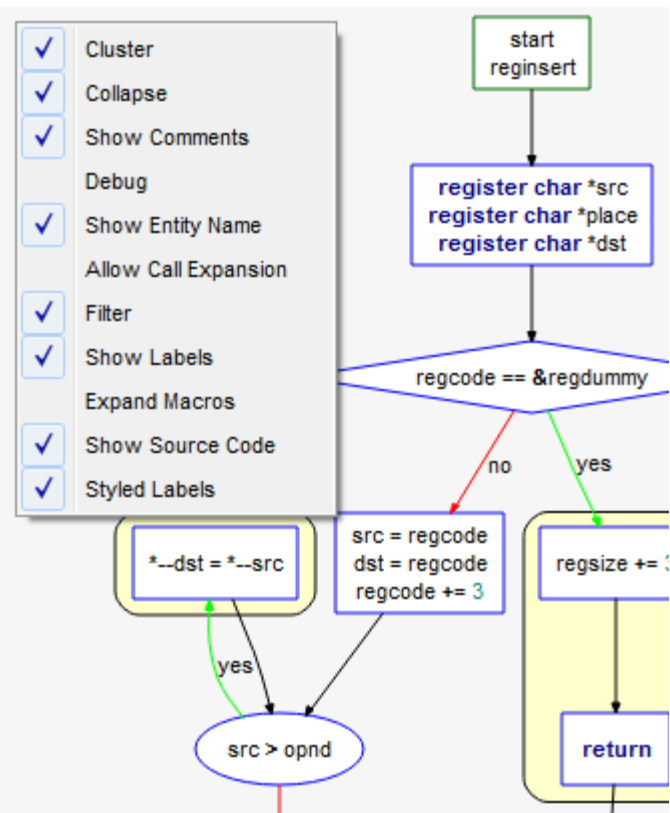 Cluster
Collapse
Show Comments
Debug
Show Entity Name
Allow Call Expansion
Filter
Show Labels
Expand Macros
Show Source Code
Styled Labels
start
reginsert
register char *src
register char *place
register char *dst
regcode == &regdummy
no
yes
*--dst = *--src
src = regcode
dst = regcode
regcode += 3
regsize += 3
yes
src > opnd
return